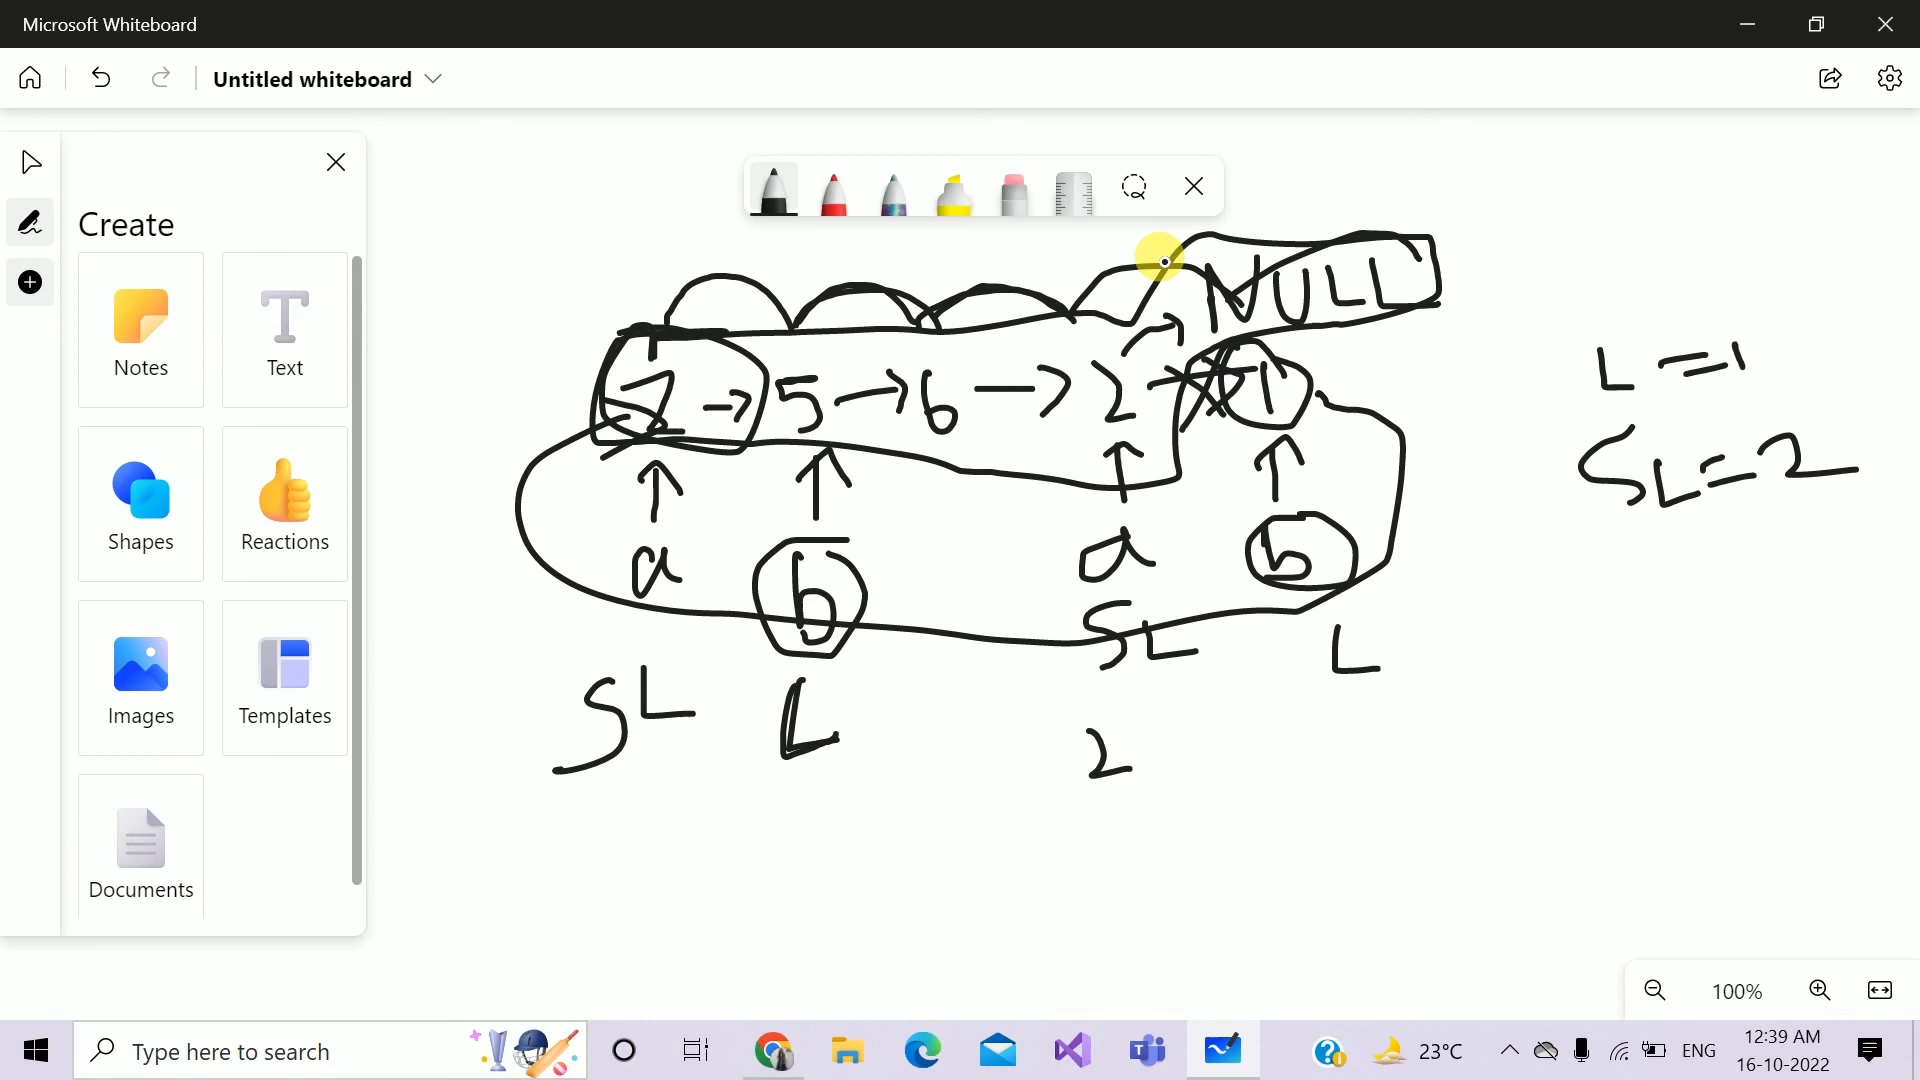 Microsoft Whiteboard
Untitled whiteboard
Create
Notes
Text
Shapes
Reactions
Images
Templates
Documents
NULL
7 → 5 → 6 → 2 → 1
L = 1
SL = 2
a
b
a
b
SL
L
SL
L
2
100%
Type here to search
23°C
ENG
12:39 AM
16-10-2022